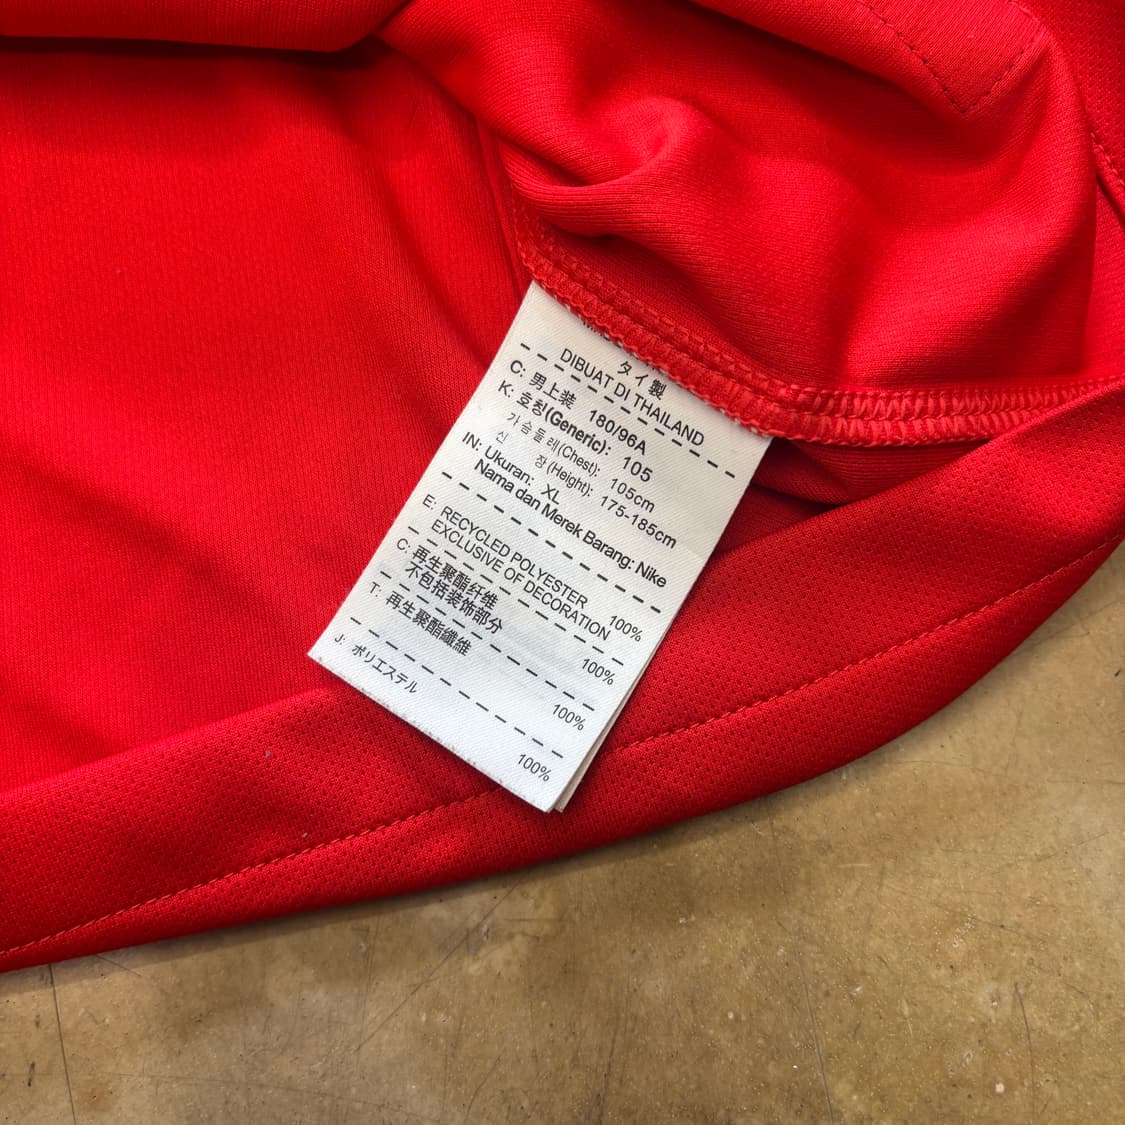 タイ製
DIBUAT DI THAILAND
C: 男上装 180/96A
K: 호칭(Generic): 105
가슴둘레(Chest): 105cm
신 장(Height): 175-185cm
IN: Ukuran: XL
Nama dan Merek Barang: Nike
E: RECYCLED POLYESTER 100%
EXCLUSIVE OF DECORATION
C: 再生聚酯纤维 100%
不包括装饰部分
T: 再生聚酯纖維 100%
J: ポリエステル 100%